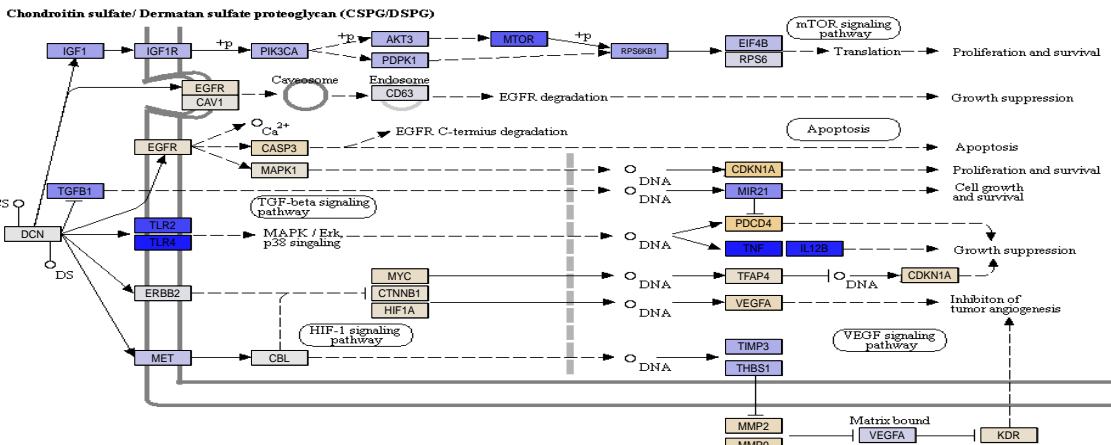 Chondroitin sulfate/ Dermatan sulfate proteoglycan (CSPG/DSPG)
mTOR signaling
pathway
IGF1
IGF1R
+p
PIK3CA
+p
AKT3
MTOR
+p
PDPK1
RPS6KB1
EIF4B
RPS6
Translation
Proliferation and survival
EGFR
CAV1
Caveosome
Endosome
CD63
EGFR degradation
Growth suppression
Ca2+
EGFR C-termius degradation
Apoptosis
EGFR
CASP3
Apoptosis
MAPK1
DNA
CDKN1A
Proliferation and survival
TGFB1
DNA
MIR21
Cell growth
and survival
TGF-beta signaling
pathway
CS
DCN
DS
TLR2
TLR4
MAPK / Erk,
p38 singaling
DNA
PDCD4
TNF
IL12B
Growth suppression
ERBB2
MYC
CTNNB1
HIF1A
TFAP4
DNA
CDKN1A
DNA
VEGFA
Inhibiton of
tumor angiogenesis
HIF-1 signaling
pathway
VEGF signaling
pathway
MET
CBL
DNA
TIMP3
THBS1
MMP2
MMP9
Matrix bound
VEGFA
KDR